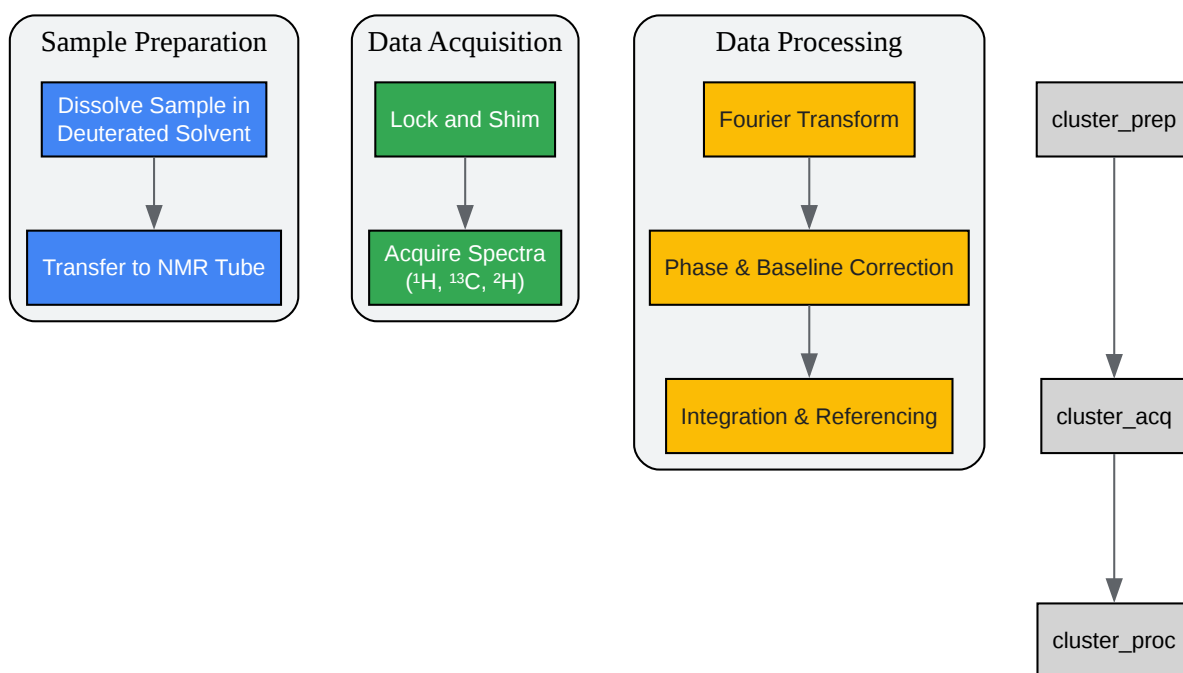 Sample Preparation
Dissolve Sample in
Deuterated Solvent
Transfer to NMR Tube
Data Acquisition
Lock and Shim
Acquire Spectra
(¹H, ¹³C, ²H)
Data Processing
Fourier Transform
Phase & Baseline Correction
Integration & Referencing
cluster_prep
cluster_acq
cluster_proc